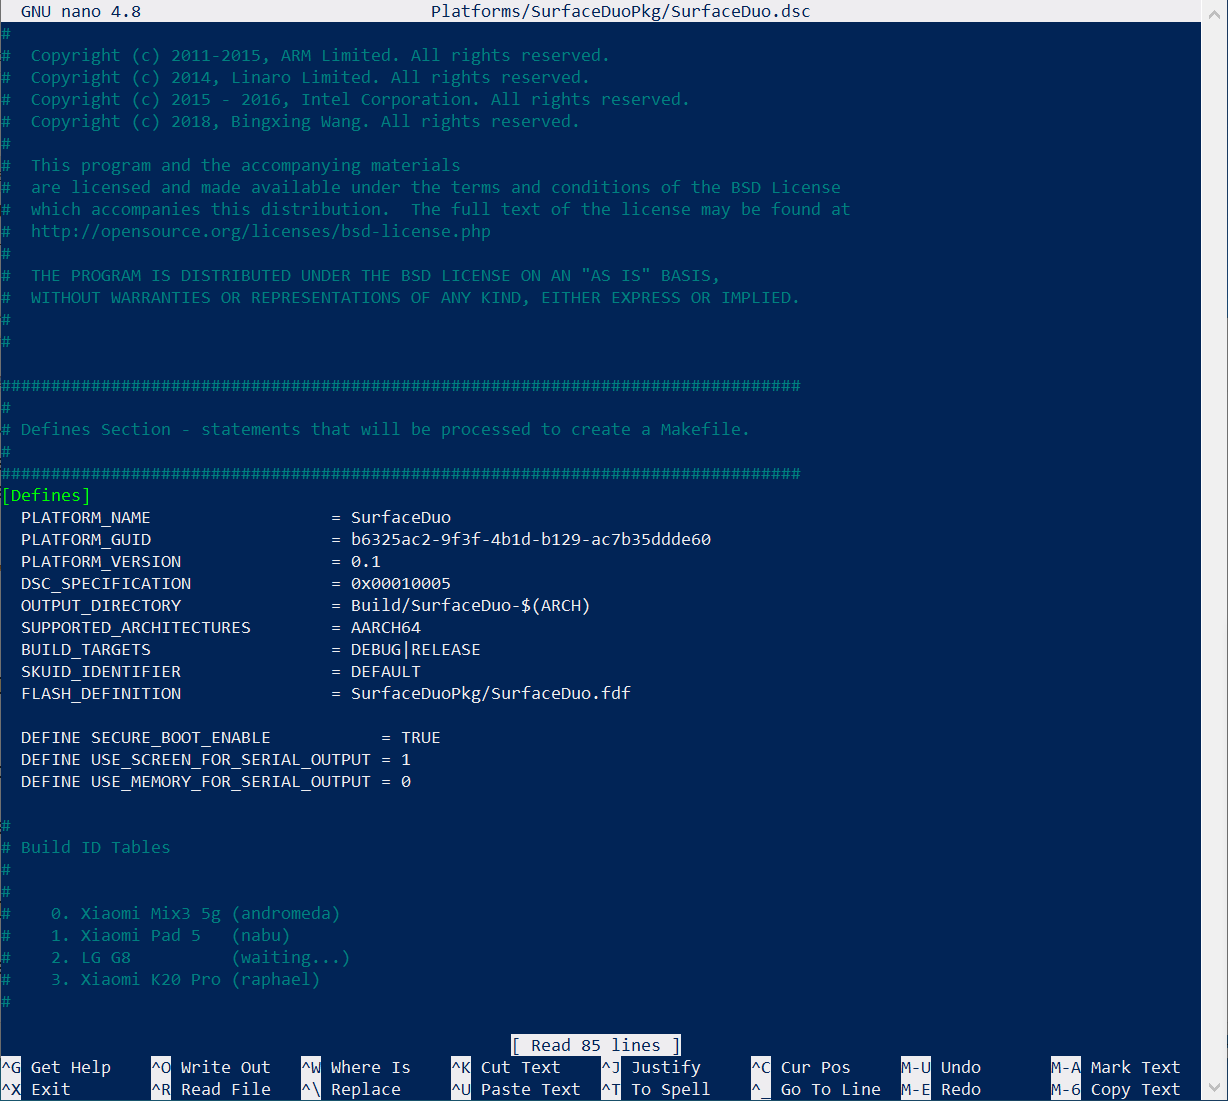 GNU nano 4.8 Platforms/SurfaceDuoPkg/SurfaceDuo.dsc
#
#  Copyright (c) 2011-2015, ARM Limited. All rights reserved.
#  Copyright (c) 2014, Linaro Limited. All rights reserved.
#  Copyright (c) 2015 - 2016, Intel Corporation. All rights reserved.
#  Copyright (c) 2018, Bingxing Wang. All rights reserved.
#
#  This program and the accompanying materials
#  are licensed and made available under the terms and conditions of the BSD License
#  which accompanies this distribution.  The full text of the license may be found at
#  http://opensource.org/licenses/bsd-license.php
#
#  THE PROGRAM IS DISTRIBUTED UNDER THE BSD LICENSE ON AN "AS IS" BASIS,
#  WITHOUT WARRANTIES OR REPRESENTATIONS OF ANY KIND, EITHER EXPRESS OR IMPLIED.
#
#
################################################################################
#
# Defines Section - statements that will be processed to create a Makefile.
#
################################################################################
[Defines]
  PLATFORM_NAME                  = SurfaceDuo
  PLATFORM_GUID                  = b6325ac2-9f3f-4b1d-b129-ac7b35ddde60
  PLATFORM_VERSION               = 0.1
  DSC_SPECIFICATION              = 0x00010005
  OUTPUT_DIRECTORY               = Build/SurfaceDuo-$(ARCH)
  SUPPORTED_ARCHITECTURES        = AARCH64
  BUILD_TARGETS                  = DEBUG|RELEASE
  SKUID_IDENTIFIER               = DEFAULT
  FLASH_DEFINITION               = SurfaceDuoPkg/SurfaceDuo.fdf
  DEFINE SECURE_BOOT_ENABLE           = TRUE
  DEFINE USE_SCREEN_FOR_SERIAL_OUTPUT = 1
  DEFINE USE_MEMORY_FOR_SERIAL_OUTPUT = 0
#
# Build ID Tables
#
#
#    0. Xiaomi Mix3 5g (andromeda)
#    1. Xiaomi Pad 5   (nabu)
#    2. LG G8          (waiting...)
#    3. Xiaomi K20 Pro (raphael)
#
[ Read 85 lines ]
^G Get Help    ^O Write Out   ^W Where Is    ^K Cut Text    ^J Justify     ^C Cur Pos     M-U Undo       M-A Mark Text
^X Exit        ^R Read File   ^\ Replace     ^U Paste Text  ^T To Spell    ^_ Go To Line  M-E Redo       M-6 Copy Text